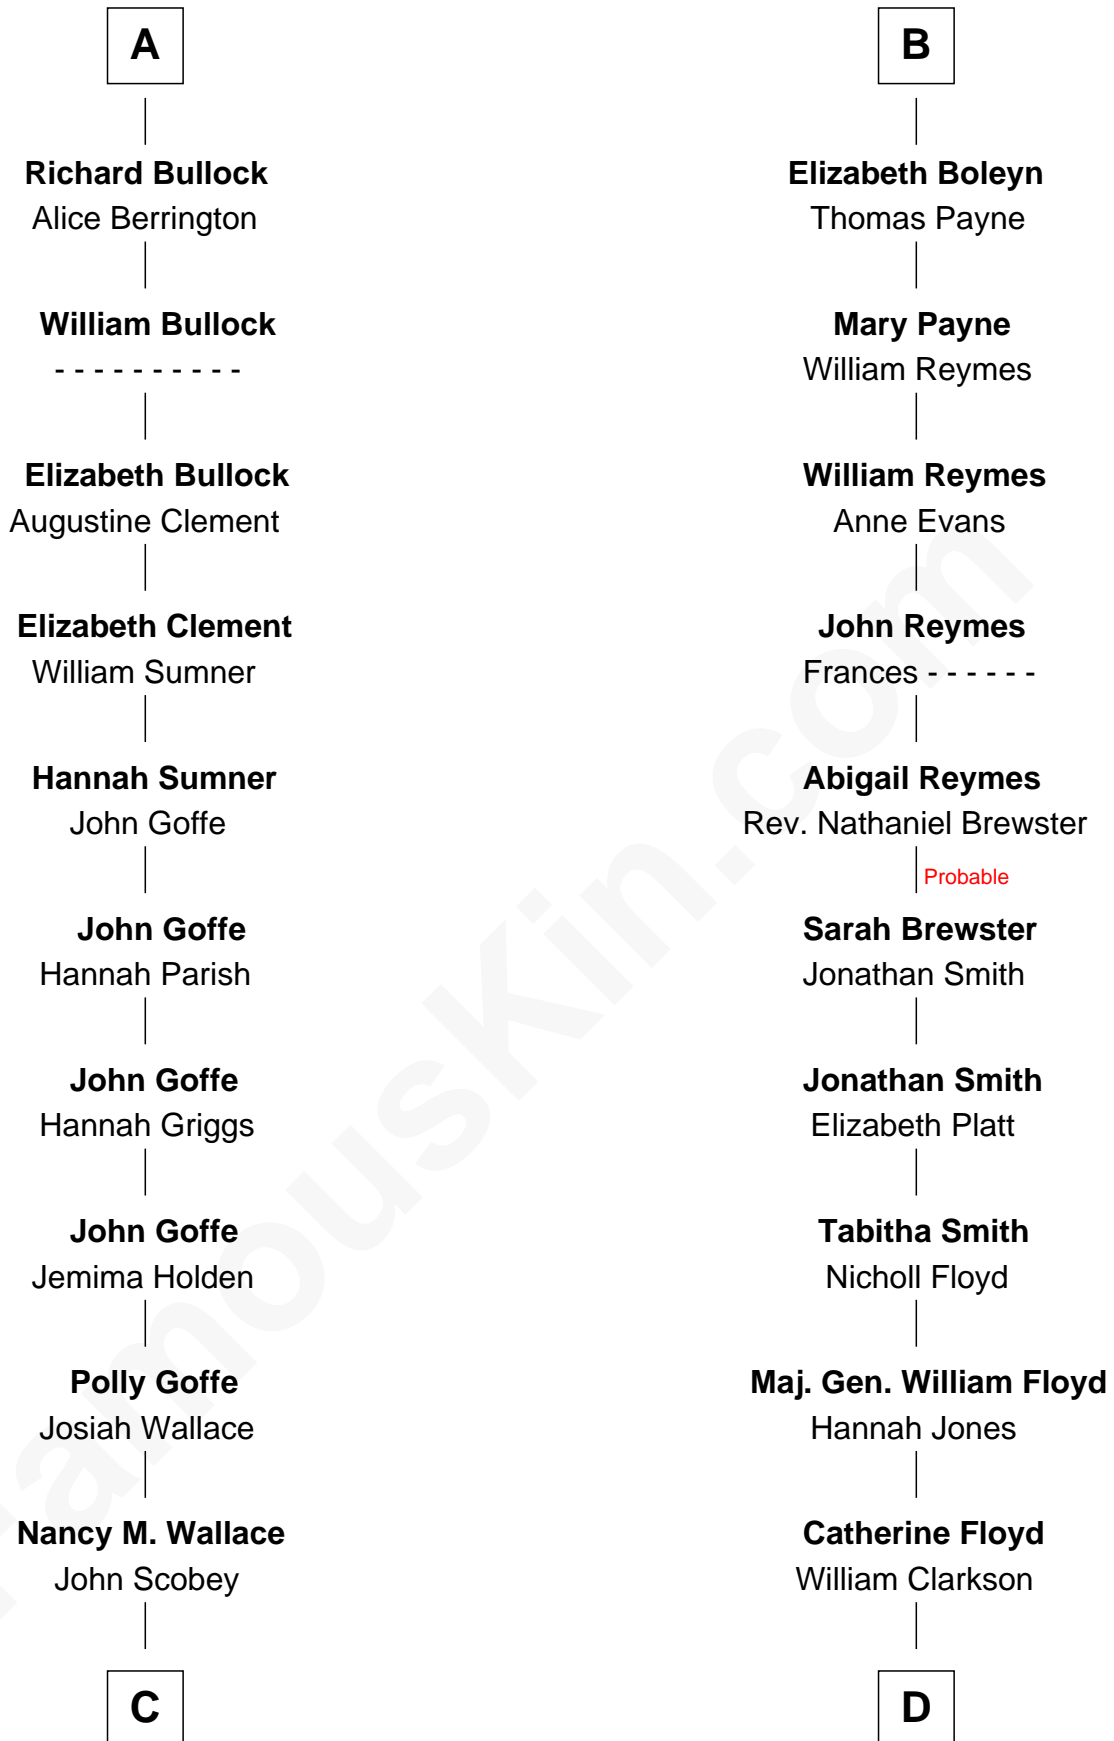 A
Richard Bullock
Alice Berrington
William Bullock
- - - - - - - - - -
Elizabeth Bullock
Augustine Clement
Elizabeth Clement
William Sumner
Hannah Sumner
John Goffe
John Goffe
Hannah Parish
John Goffe
Hannah Griggs
John Goffe
Jemima Holden
Polly Goffe
Josiah Wallace
Nancy M. Wallace
John Scobey
C
B
Elizabeth Boleyn
Thomas Payne
Mary Payne
William Reymes
William Reymes
Anne Evans
John Reymes
Frances - - - - - -
Abigail Reymes
Rev. Nathaniel Brewster
Probable
Sarah Brewster
Jonathan Smith
Jonathan Smith
Elizabeth Platt
Tabitha Smith
Nicholl Floyd
Maj. Gen. William Floyd
Hannah Jones
Catherine Floyd
William Clarkson
D
FamousKin.com